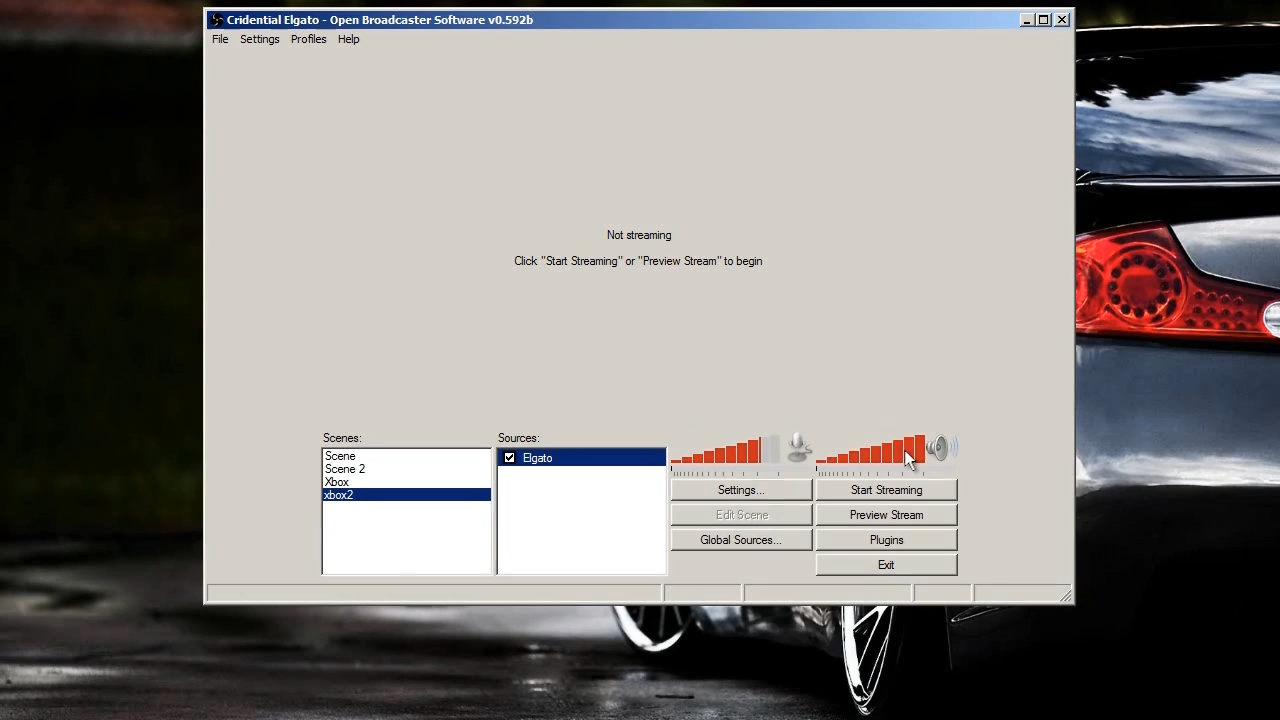 Cridential Elgato - Open Broadcaster Software v0.592b
File Settings Profiles Help
Not streaming
Click "Start Streaming" or "Preview Stream" to begin
Scenes:
Sources:
Scene
Scene 2
Xbox
xbox2
Elgato
Settings...
Start Streaming
Edit Scene
Preview Stream
Global Sources...
Plugins
Exit